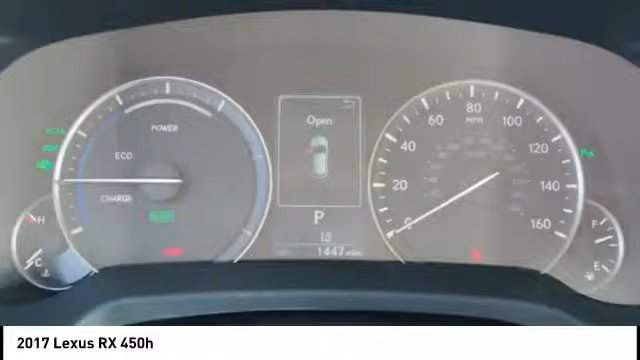 POWER
ECO
CHARGE
H
C
Open
P
1447 miles
MPH
0
20
40
60
80
100
120
140
160
F
E
2017 Lexus RX 450h